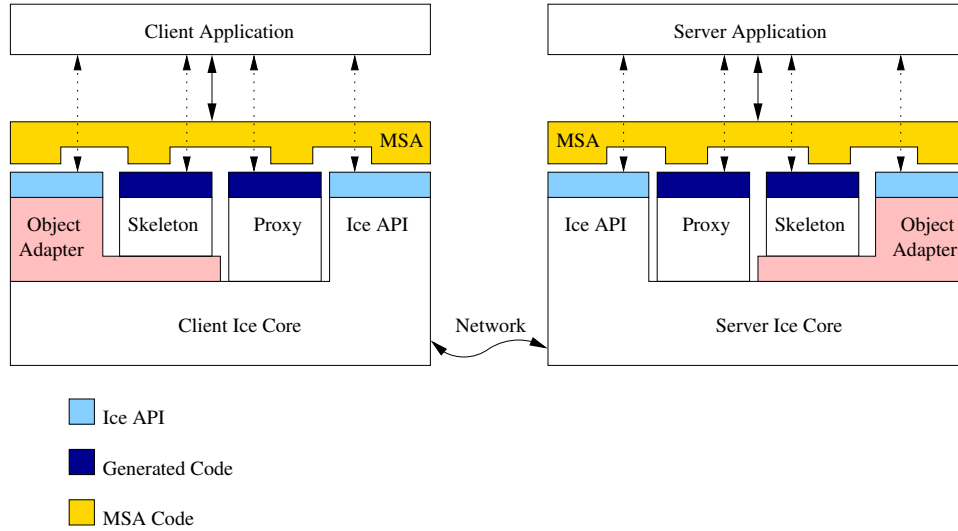 Client Application
Server Application
MSA
MSA
Object
Adapter
Skeleton
Proxy
Ice API
Ice API
Proxy
Skeleton
Object
Adapter
Client Ice Core
Network
Server Ice Core
Ice API
Generated Code
MSA Code